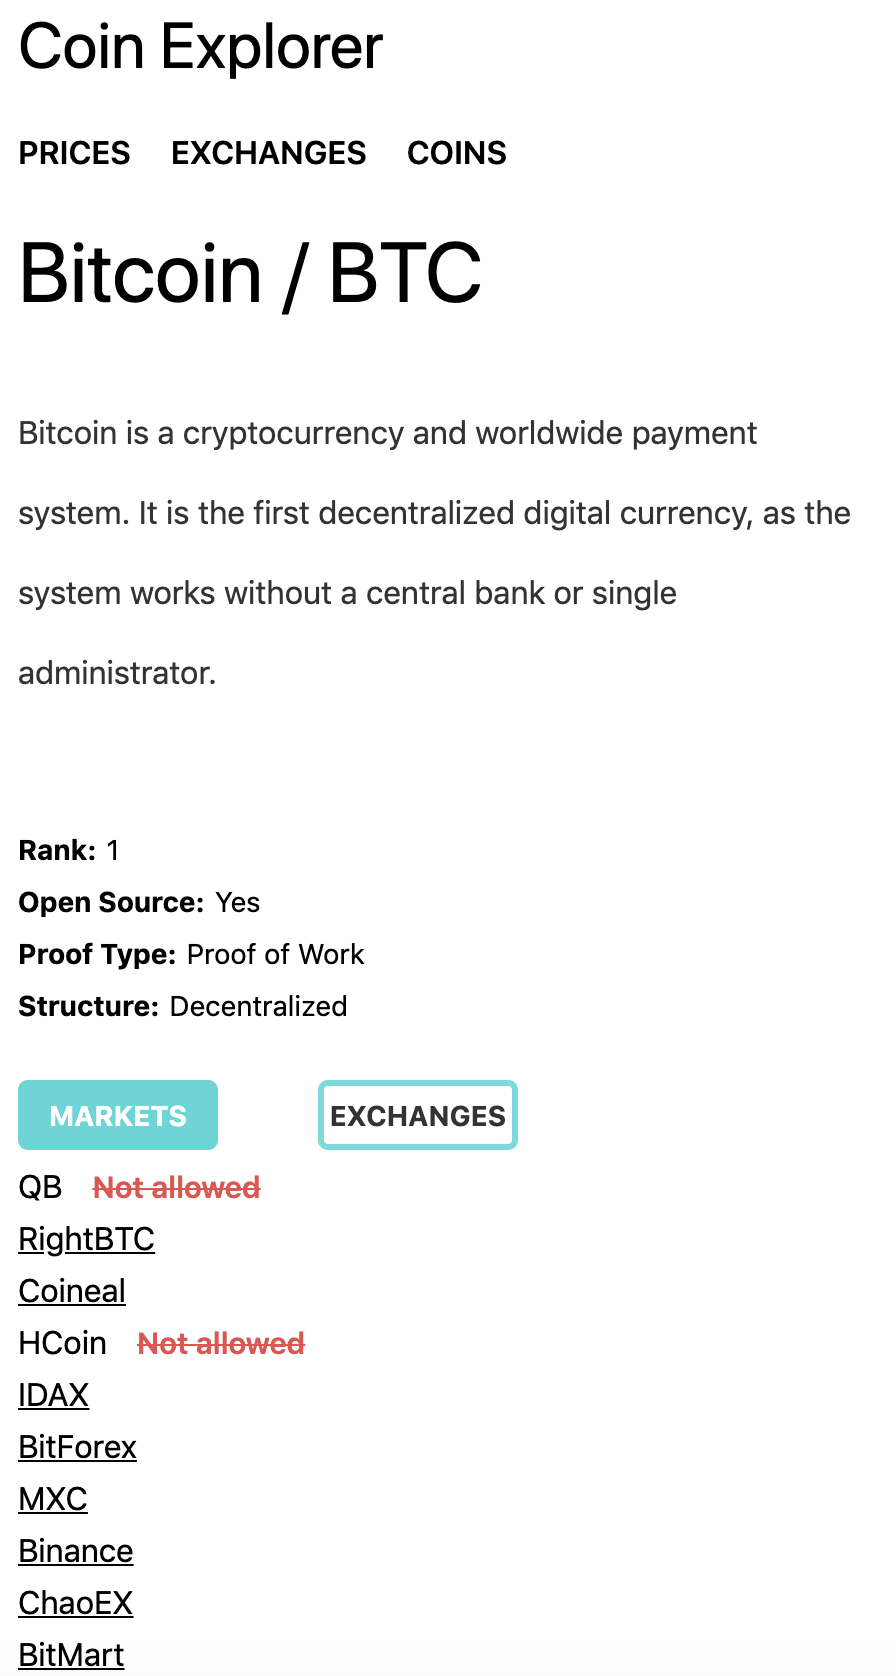 Coin Explorer
PRICES EXCHANGES COINS
Bitcoin / BTC
Bitcoin is a cryptocurrency and worldwide payment
system. It is the first decentralized digital currency, as the
system works without a central bank or single
administrator.
Rank: 1
Open Source: Yes
Proof Type: Proof of Work
Structure: Decentralized
MARKETS EXCHANGES
QB Not allowed
RightBTC
Coineal
HCoin Not allowed
IDAX
BitForex
MXC
Binance
ChaoEX
BitMart